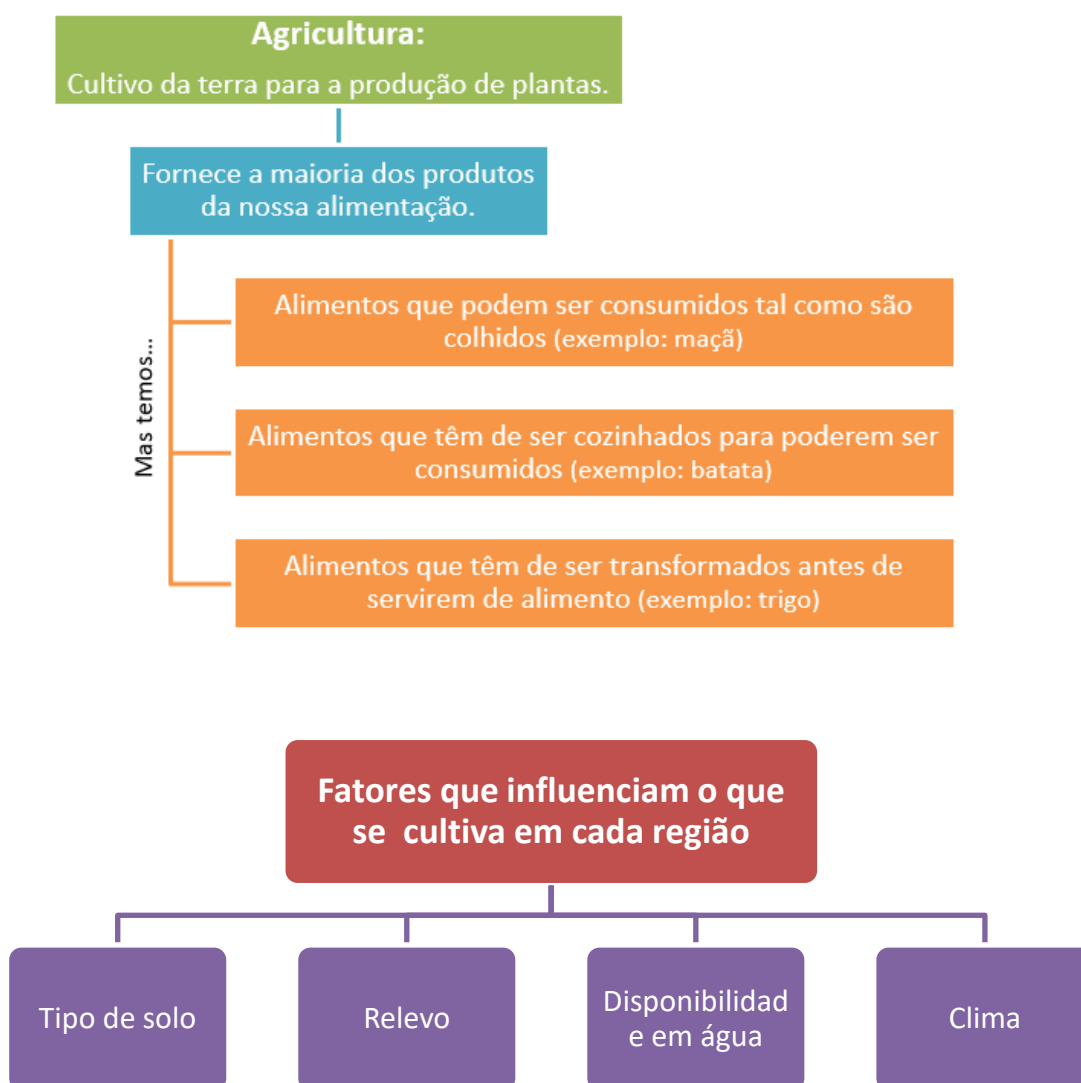 Agricultura:
Cultivo da terra para a produção de plantas.
Fornece a maioria dos produtos
da nossa alimentação.
Mas temos...
Alimentos que podem ser consumidos tal como são
colhidos (exemplo: maçã)
Alimentos que têm de ser cozinhados para poderem ser
consumidos (exemplo: batata)
Alimentos que têm de ser transformados antes de
servirem de alimento (exemplo: trigo)
Fatores que influenciam o que
se cultiva em cada região
Tipo de solo
Relevo
Disponibilidad
e em água
Clima